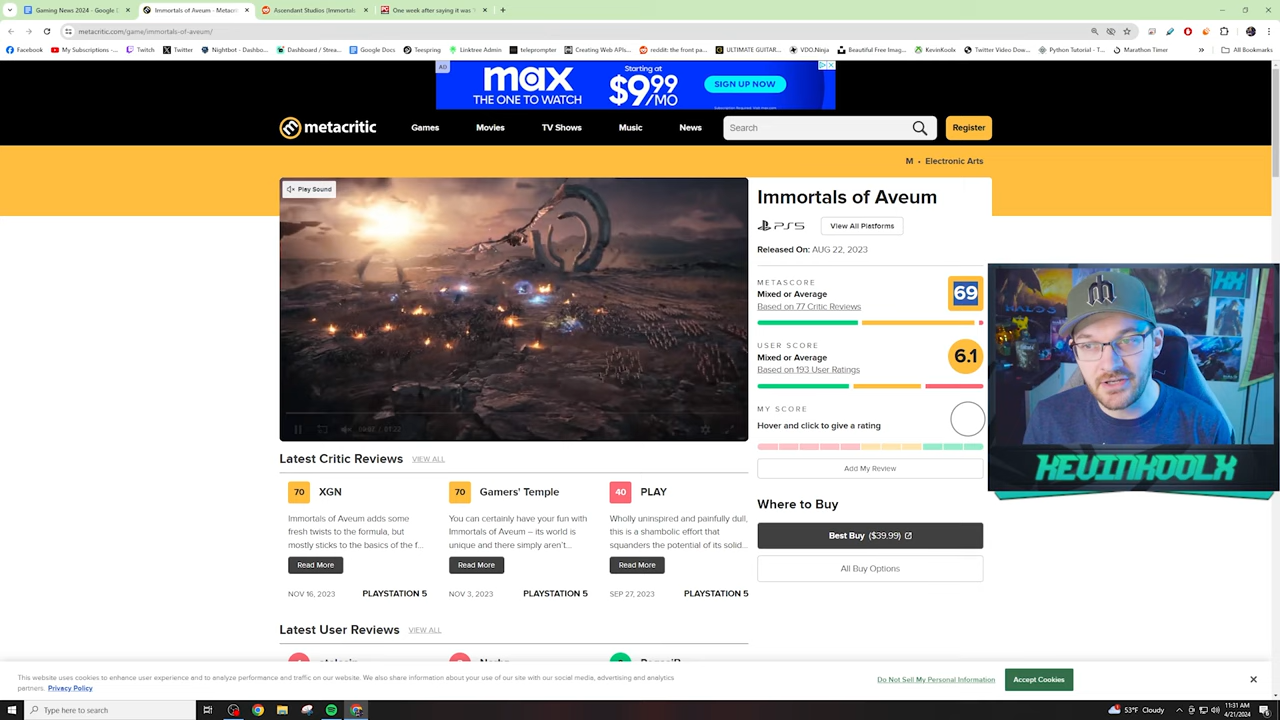 Gaming News 2024 - Google D
Immortals of Aveum - Metacritic
Ascendant Studios (Immortals
One week after saying it was
metacritic.com/game/immortals-of-aveum/
Facebook
My Subscriptions -...
Twitch
Twitter
Nightbot - Dashbo...
Dashboard / Strea...
Google Docs
Teespring
Linktree Admin
teleprompter
Creating Web APIs...
reddit: the front pa...
ULTIMATE GUITAR...
VDO.Ninja
Beautiful Free Imag...
KevinKoolx
Twitter Video Dow...
Python Tutorial - T...
Marathon Timer
All Bookmarks
AD
max
THE ONE TO WATCH
Starting at
$9.99/MO
SIGN UP NOW
metacritic
Games
Movies
TV Shows
Music
News
Search
Register
M • Electronic Arts
Play Sound
Immortals of Aveum
PS5
View All Platforms
Released On: AUG 22, 2023
METASCORE
Mixed or Average
Based on 77 Critic Reviews
69
USER SCORE
Mixed or Average
Based on 193 User Ratings
6.1
MY SCORE
Hover and click to give a rating
Add My Review
KEVINKOOLX
Latest Critic Reviews
VIEW ALL
70 XGN
Immortals of Aveum adds some
fresh twists to the formula, but
mostly sticks to the basics of the f...
Read More
NOV 16, 2023
PLAYSTATION 5
70 Gamers' Temple
You can certainly have your fun with
Immortals of Aveum – its world is
unique and there simply aren't...
Read More
NOV 3, 2023
PLAYSTATION 5
40 PLAY
Wholly uninspired and painfully dull,
this is a shambolic effort that
squanders the potential of its solid...
Read More
SEP 27, 2023
PLAYSTATION 5
Where to Buy
Best Buy ($39.99)
All Buy Options
Latest User Reviews
VIEW ALL
This website uses cookies to enhance user experience and to analyze performance and traffic on our website. We also share information about your use of our site with our social media, advertising and analytics
partners. Privacy Policy
Do Not Sell My Personal Information
Accept Cookies
Type here to search
53°F Cloudy
11:31 AM
4/21/2024